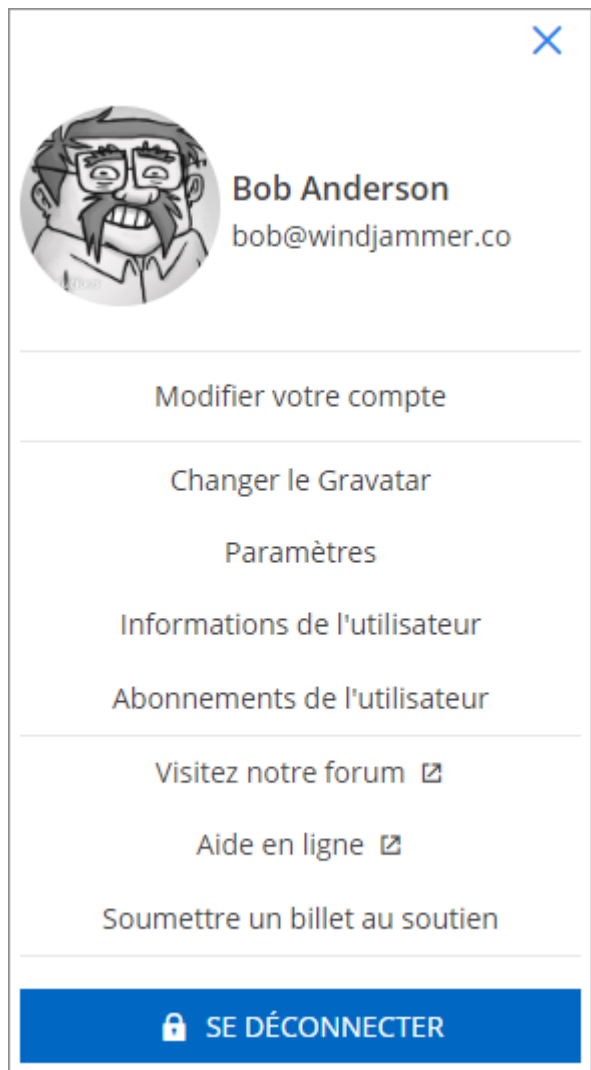 Bob Anderson
bob@windjammer.co
Modifier votre compte
Changer le Gravatar
Paramètres
Informations de l'utilisateur
Abonnements de l'utilisateur
Visitez notre forum
Aide en ligne
Soumettre un billet au soutien
SE DÉCONNECTER